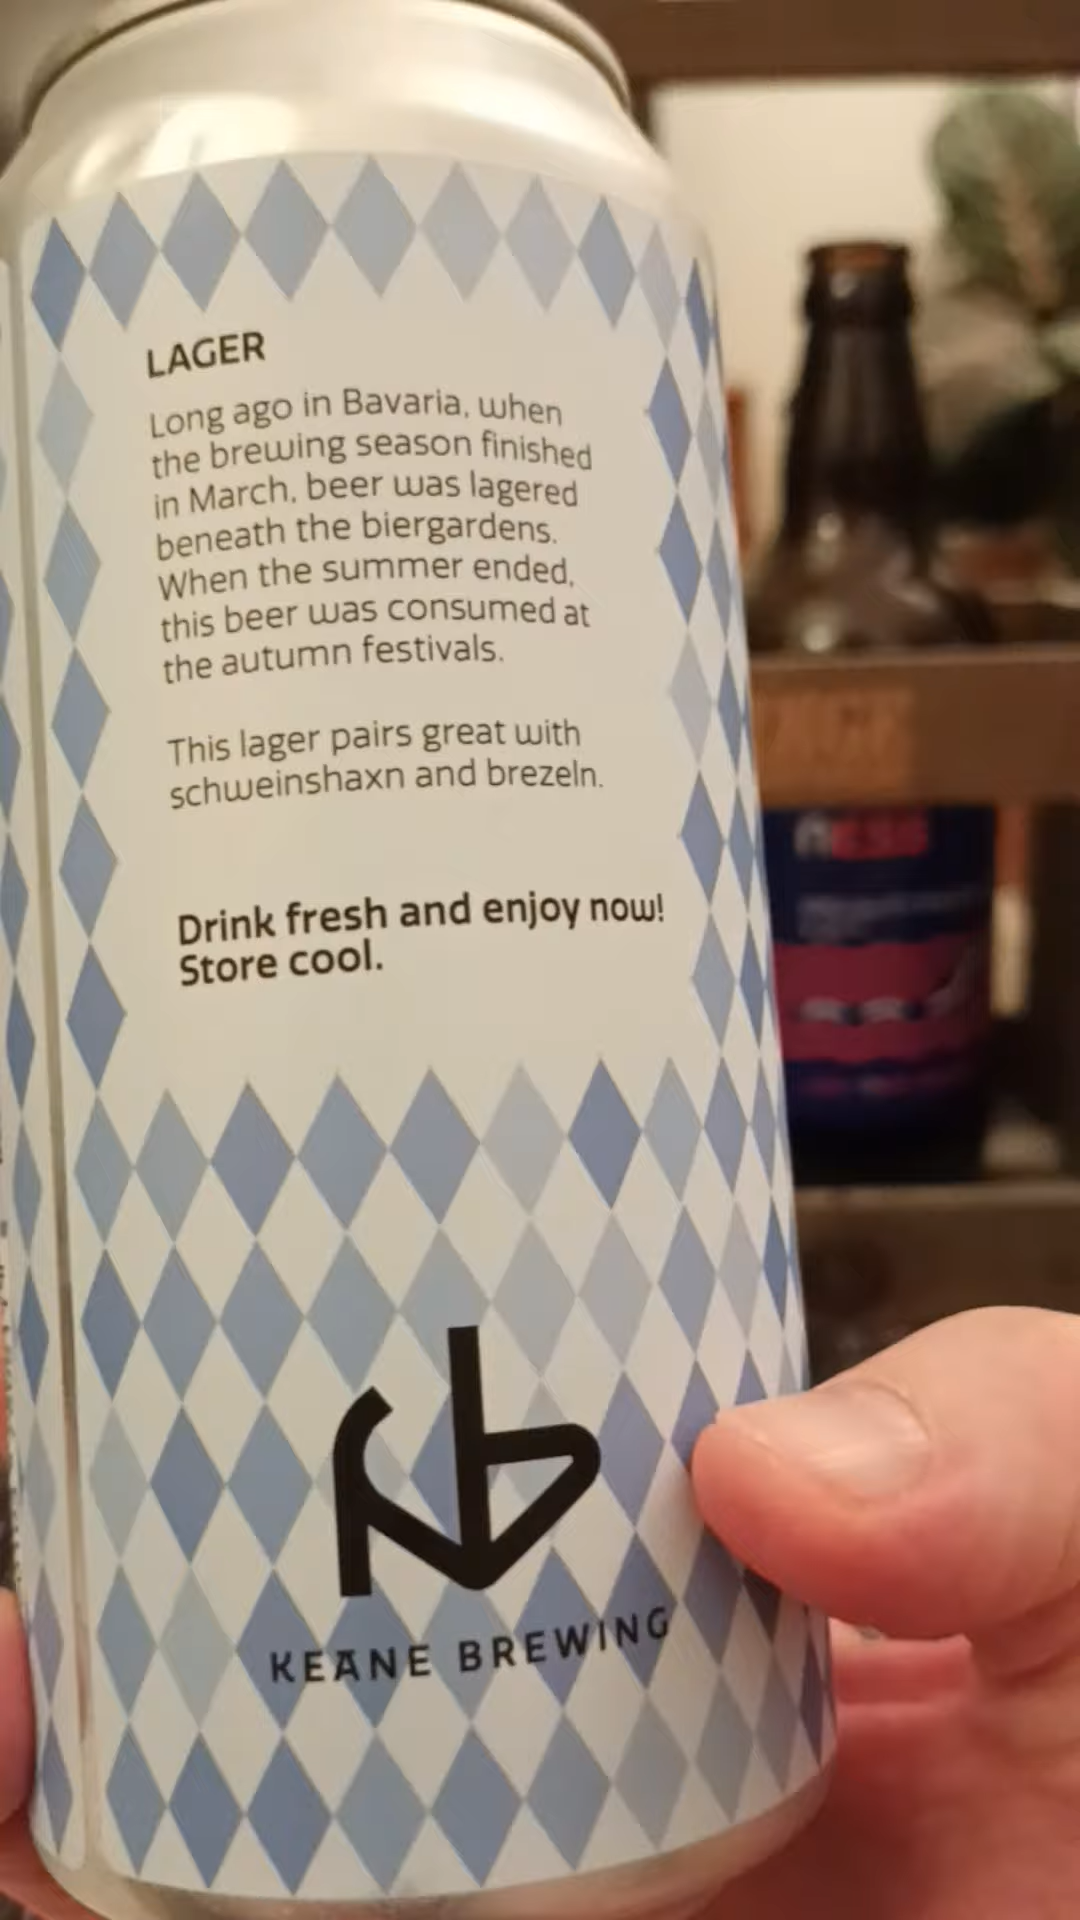 LAGER
Long ago in Bavaria, when
the brewing season finished
in March, beer was lagered
beneath the biergardens.
When the summer ended,
this beer was consumed at
the autumn festivals.
This lager pairs great with
schweinshaxn and brezeln.
Drink fresh and enjoy now!
Store cool.
KEANE BREWING